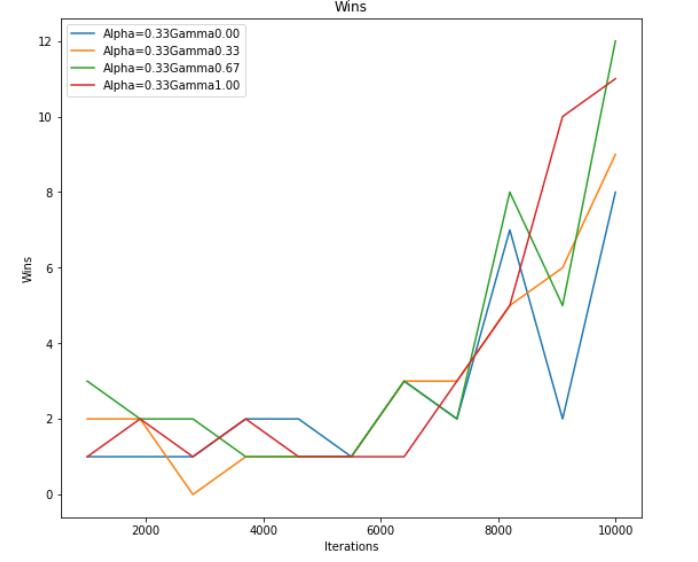 Wins
Alpha=0.33Gamma0.00
Alpha=0.33Gamma0.33
Alpha=0.33Gamma0.67
Alpha=0.33Gamma1.00
12
10
8
6
4
2
0
Wins
2000 4000 6000 8000 10000
Iterations